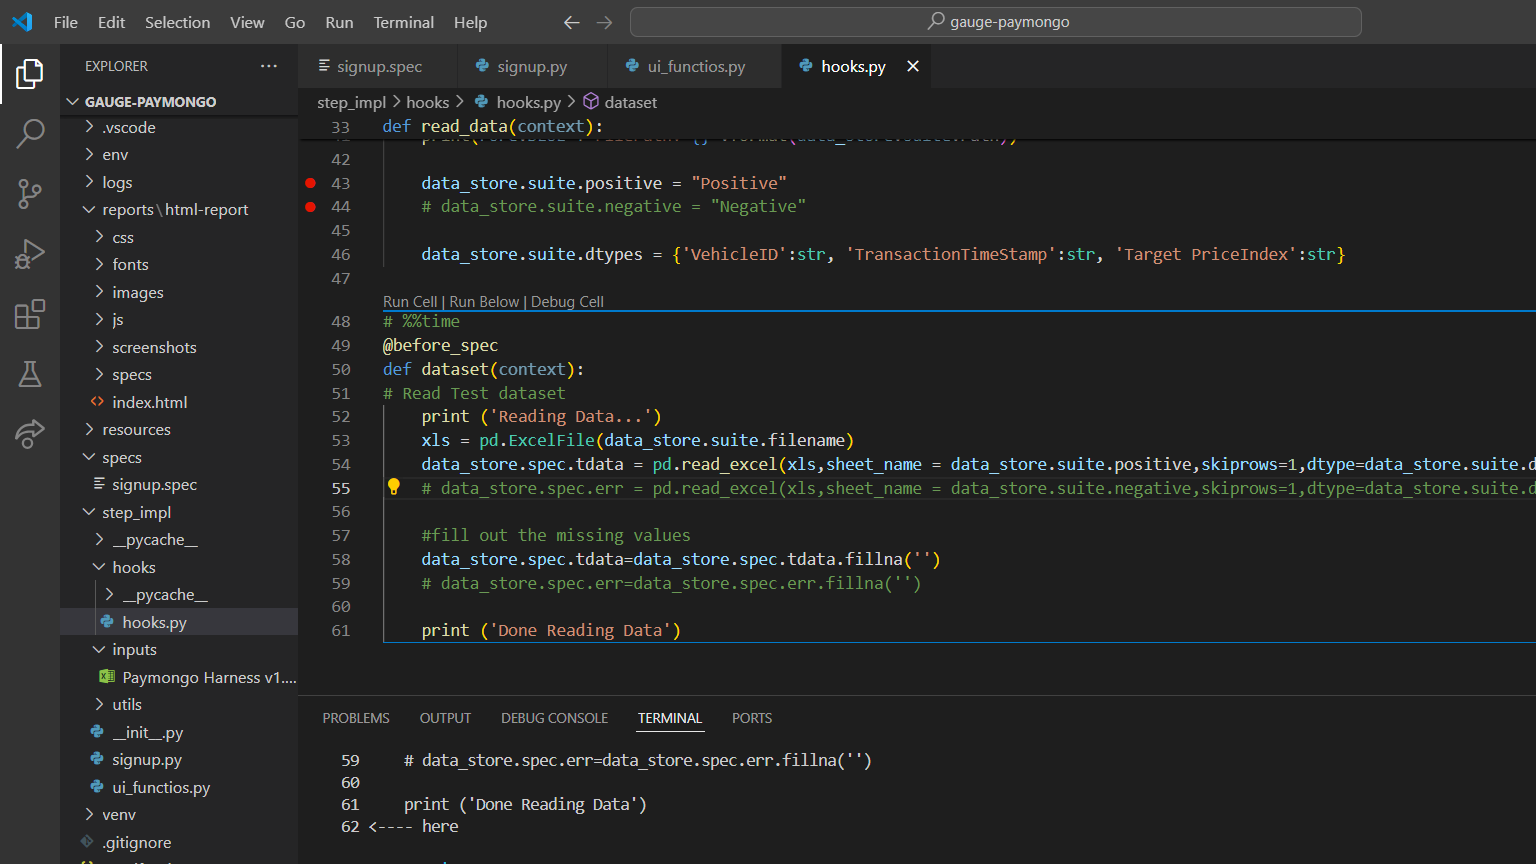 File Edit Selection View Go Run Terminal Help
gauge-paymongo
EXPLORER
GAUGE-PAYMONGO
.vscode
env
logs
reports\html-report
css
fonts
images
js
screenshots
specs
index.html
resources
specs
signup.spec
step_impl
__pycache__
hooks
__pycache__
hooks.py
inputs
Paymongo Harness v1....
utils
__init__.py
signup.py
ui_functios.py
venv
.gitignore
signup.spec signup.py ui_functios.py hooks.py
step_impl > hooks > hooks.py > dataset
33 def read_data(context):
42
43 data_store.suite.positive = "Positive"
44 # data_store.suite.negative = "Negative"
45
46 data_store.suite.dtypes = {'VehicleID':str, 'TransactionTimeStamp':str, 'Target PriceIndex':str}
47
Run Cell | Run Below | Debug Cell
48 # %%time
49 @before_spec
50 def dataset(context):
51 # Read Test dataset
52 print ('Reading Data...')
53 xls = pd.ExcelFile(data_store.suite.filename)
54 data_store.spec.tdata = pd.read_excel(xls,sheet_name = data_store.suite.positive,skiprows=1,dtype=data_store.suite.d
55 # data_store.spec.err = pd.read_excel(xls,sheet_name = data_store.suite.negative,skiprows=1,dtype=data_store.suite.d
56
57 #fill out the missing values
58 data_store.spec.tdata=data_store.spec.tdata.fillna('')
59 # data_store.spec.err=data_store.spec.err.fillna('')
60
61 print ('Done Reading Data')
PROBLEMS OUTPUT DEBUG CONSOLE TERMINAL PORTS
59 # data_store.spec.err=data_store.spec.err.fillna('')
60
61 print ('Done Reading Data')
62 <---- here